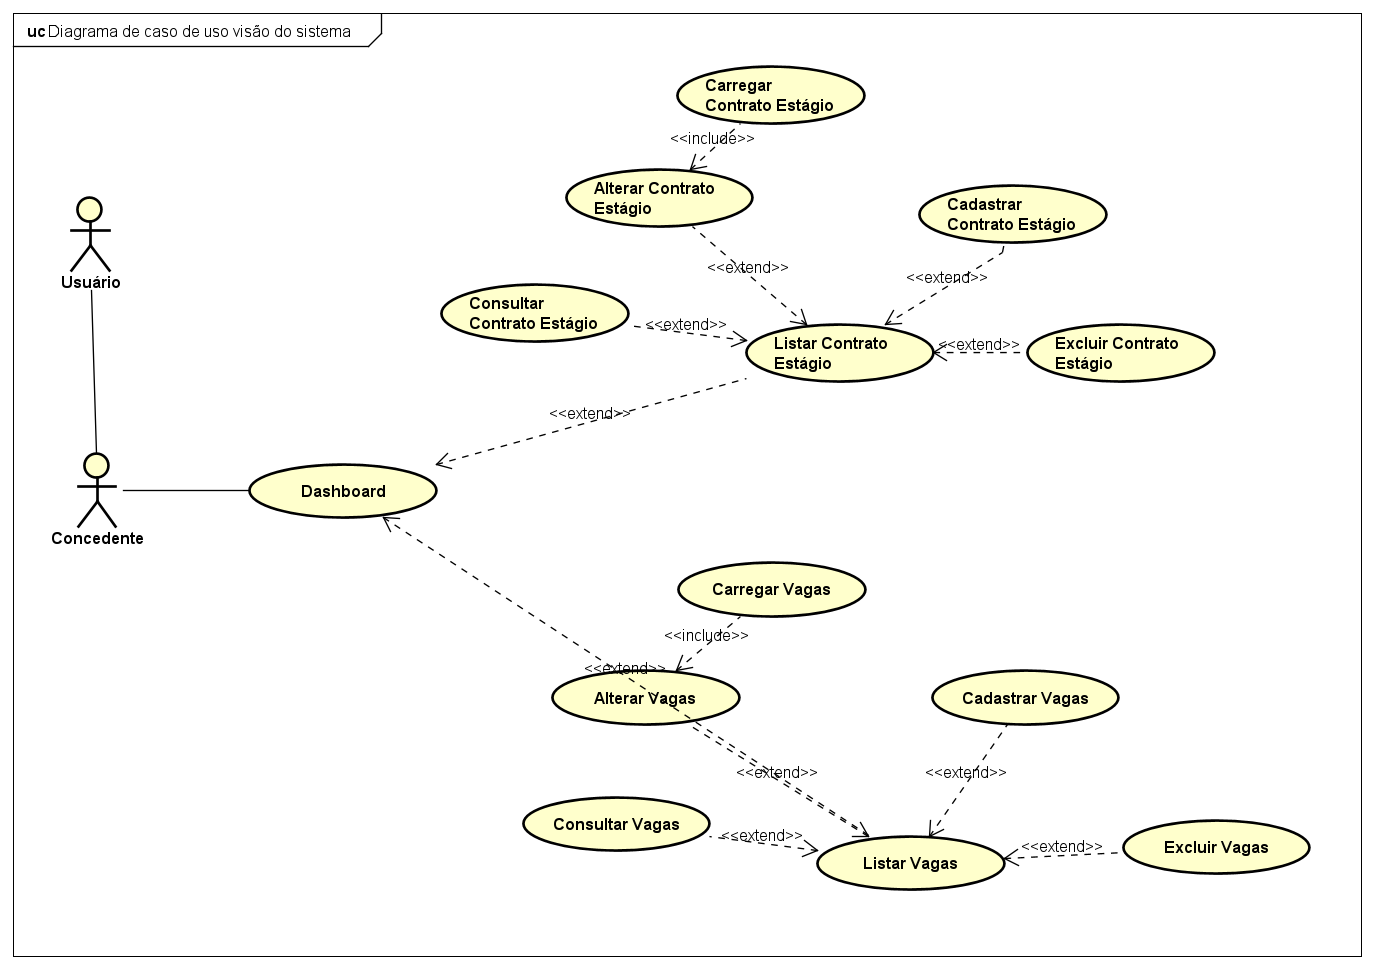 uc Diagrama de caso de uso visão do sistema
Carregar
Contrato Estágio
<<include>>
Alterar Contrato
Estágio
Cadastrar
Contrato Estágio
Usuário
<<extend>>
<<extend>>
Consultar
Contrato Estágio
<<extend>>
Listar Contrato
Estágio
<<extend>>
Excluir Contrato
Estágio
<<extend>>
Dashboard
Concedente
Carregar Vagas
<<include>>
<<extend>>
Alterar Vagas
Cadastrar Vagas
<<extend>>
<<extend>>
Consultar Vagas
<<extend>>
Listar Vagas
<<extend>>
Excluir Vagas